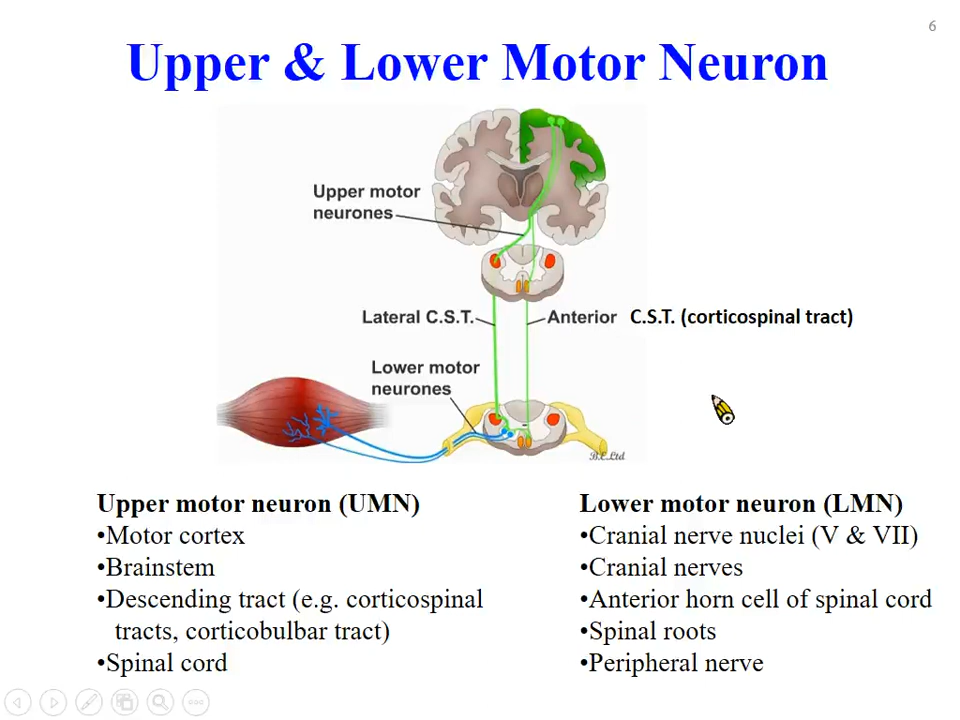 6
Upper & Lower Motor Neuron
Upper motor
neurones
Lateral C.S.T.
Anterior C.S.T. (corticospinal tract)
Lower motor
neurones
B.C.Ltd
Upper motor neuron (UMN)
•Motor cortex
•Brainstem
•Descending tract (e.g. corticospinal
tracts, corticobulbar tract)
•Spinal cord
Lower motor neuron (LMN)
•Cranial nerve nuclei (V & VII)
•Cranial nerves
•Anterior horn cell of spinal cord
•Spinal roots
•Peripheral nerve